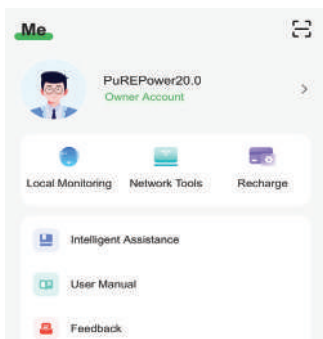 Me
PuREPower20.0
Owner Account
Local Monitoring
Network Tools
Recharge
Intelligent Assistance
User Manual
Feedback